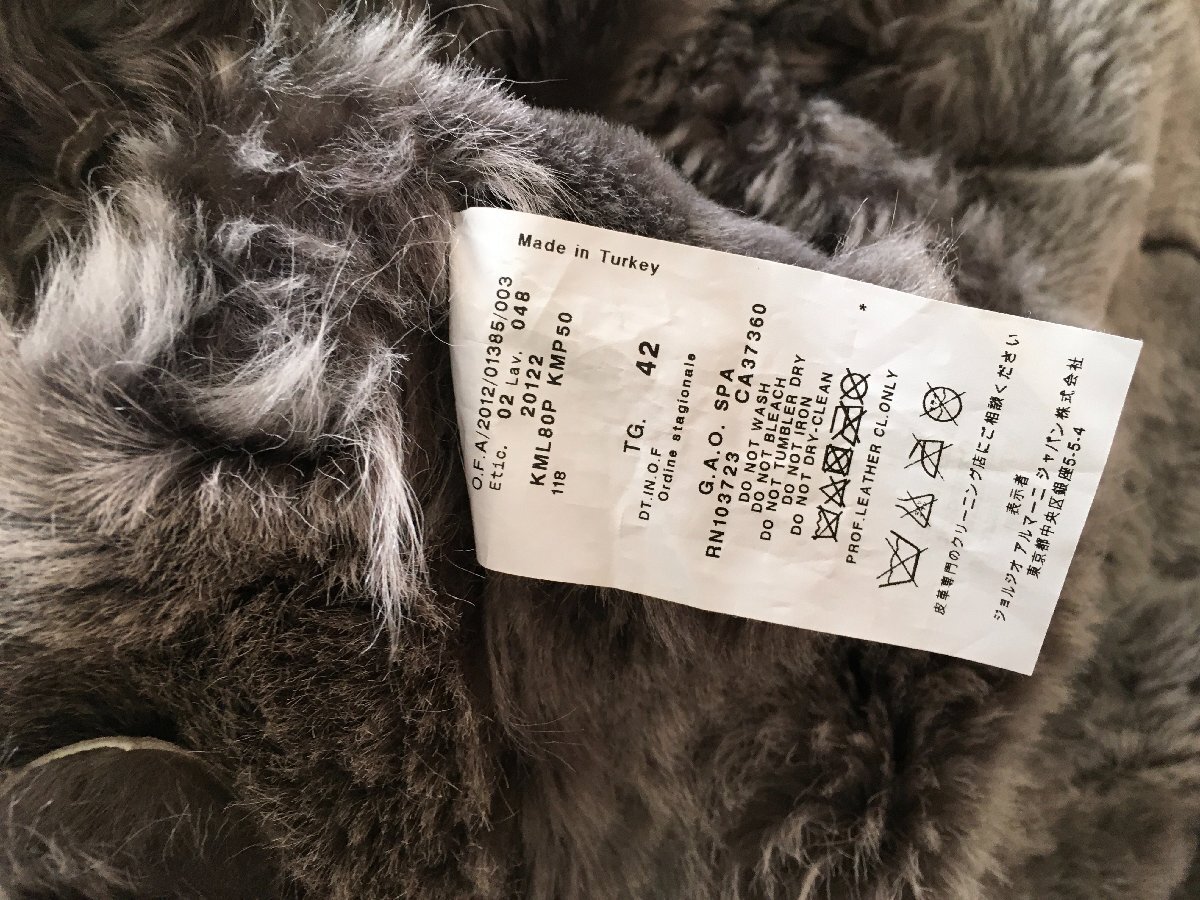 Made in Turkey
O.F.A/2012/01385/003
Etic. 02 Lav. 048
20122
KML80P KMP50
118
TG. 42
DT.IN.O.F
Ordine stagionale
G.A.O. SPA
RN103723 CA37360
DO NOT WASH
DO NOT BLEACH
DO NOT TUMBLER DRY
DO NOT IRON
DO NOT DRY-CLEAN
*
PROF.LEATHER CL.ONLY
皮革専門のクリーニング店にご相談ください
表示者
ジョルジオ アルマーニ ジャパン株式会社
東京都中央区銀座5-5-4